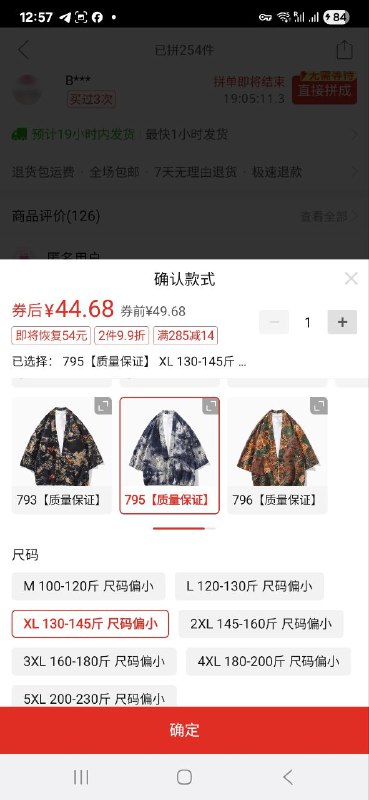 12:57
84
已拼254件
B***
买过3次
拼单即将结束
19:05:11.3
无需等待
直接拼成
预计19小时内发货 · 最快1小时发货
退货包运费 · 全场包邮 · 7天无理由退货 · 极速退款
商品评价(126)
查看全部
匿名用户
确认款式
券后¥44.68 券前¥49.68
1
即将恢复54元 2件9.9折 满285减14
已选择: 795【质量保证】 XL 130-145斤 ...
793【质量保证】
795【质量保证】
796【质量保证】
尺码
M 100-120斤 尺码偏小
L 120-130斤 尺码偏小
XL 130-145斤 尺码偏小
2XL 145-160斤 尺码偏小
3XL 160-180斤 尺码偏小
4XL 180-200斤 尺码偏小
5XL 200-230斤 尺码偏小
确定